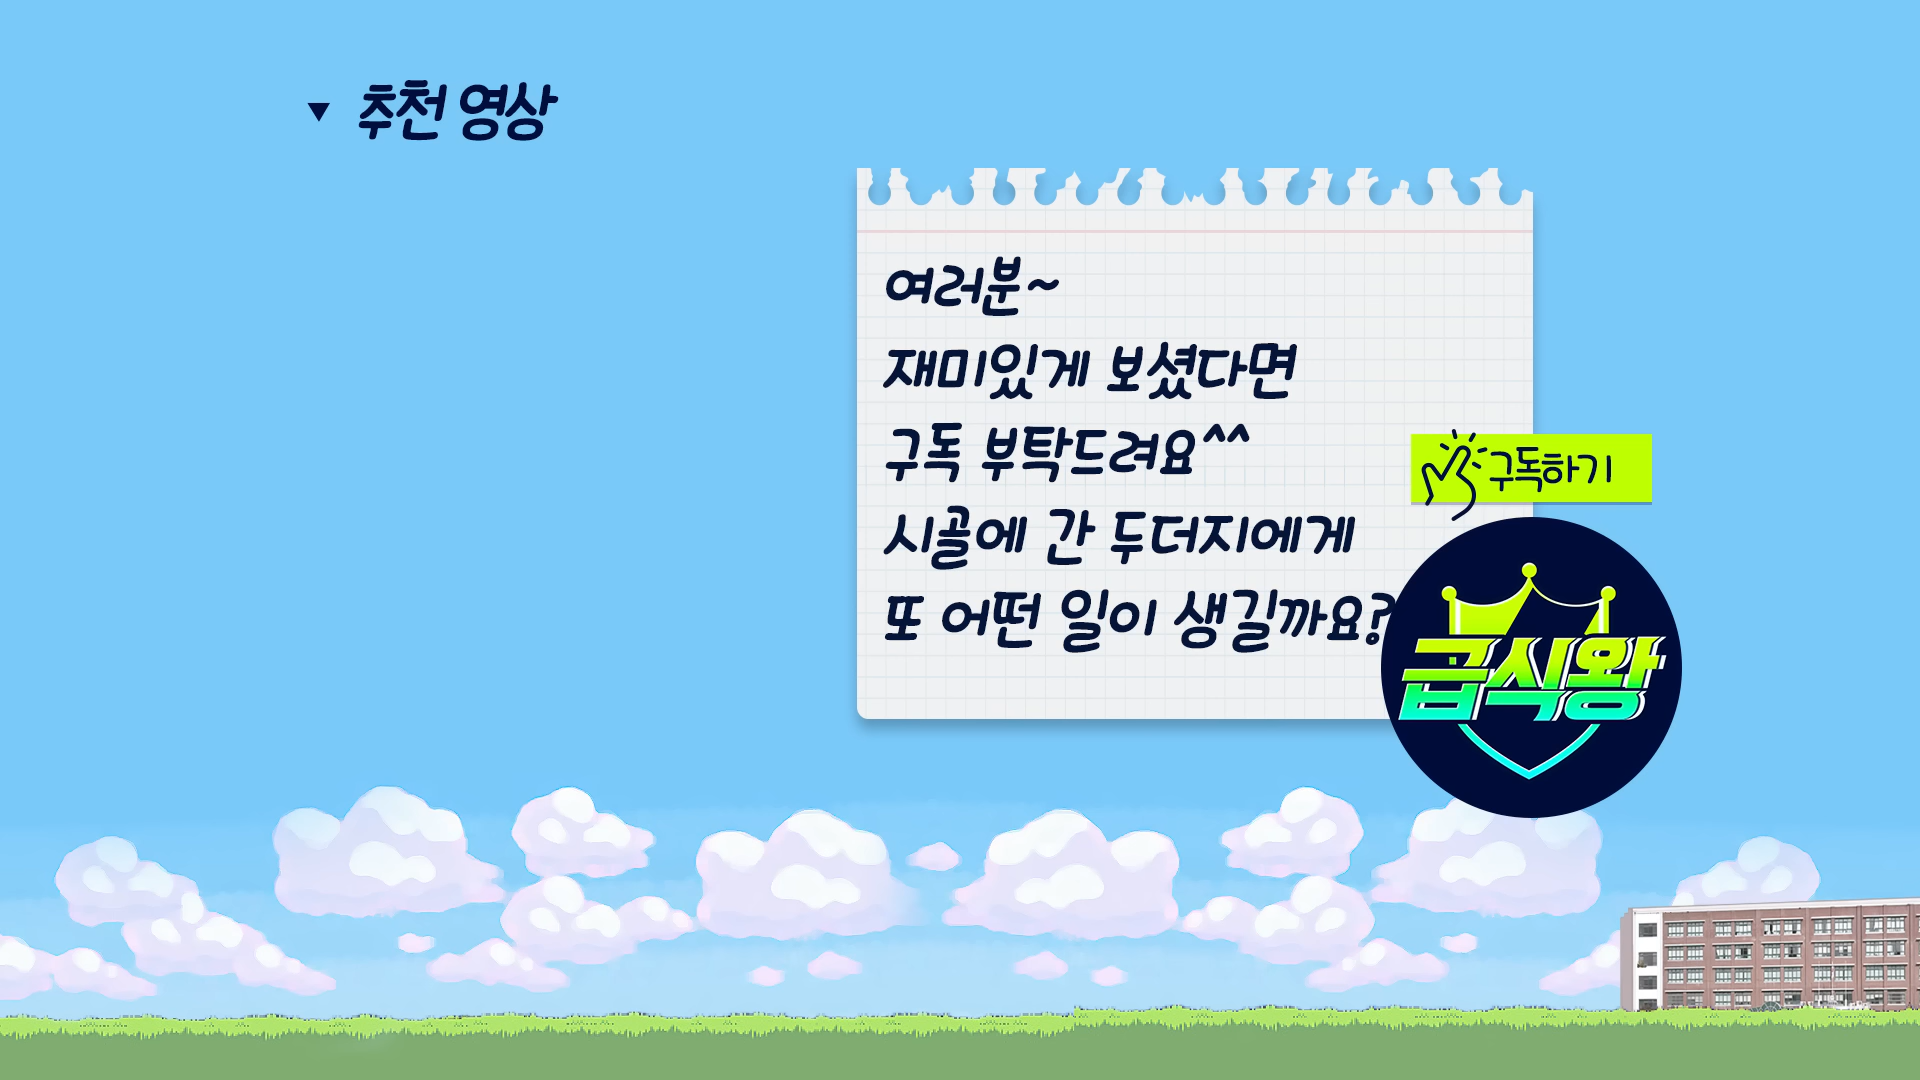 ▼ 추천 영상
여러분~
재미있게 보셨다면
구독 부탁드려요^^
시골에 간 두더지에게
또 어떤 일이 생길까요?
구독하기
급식왕